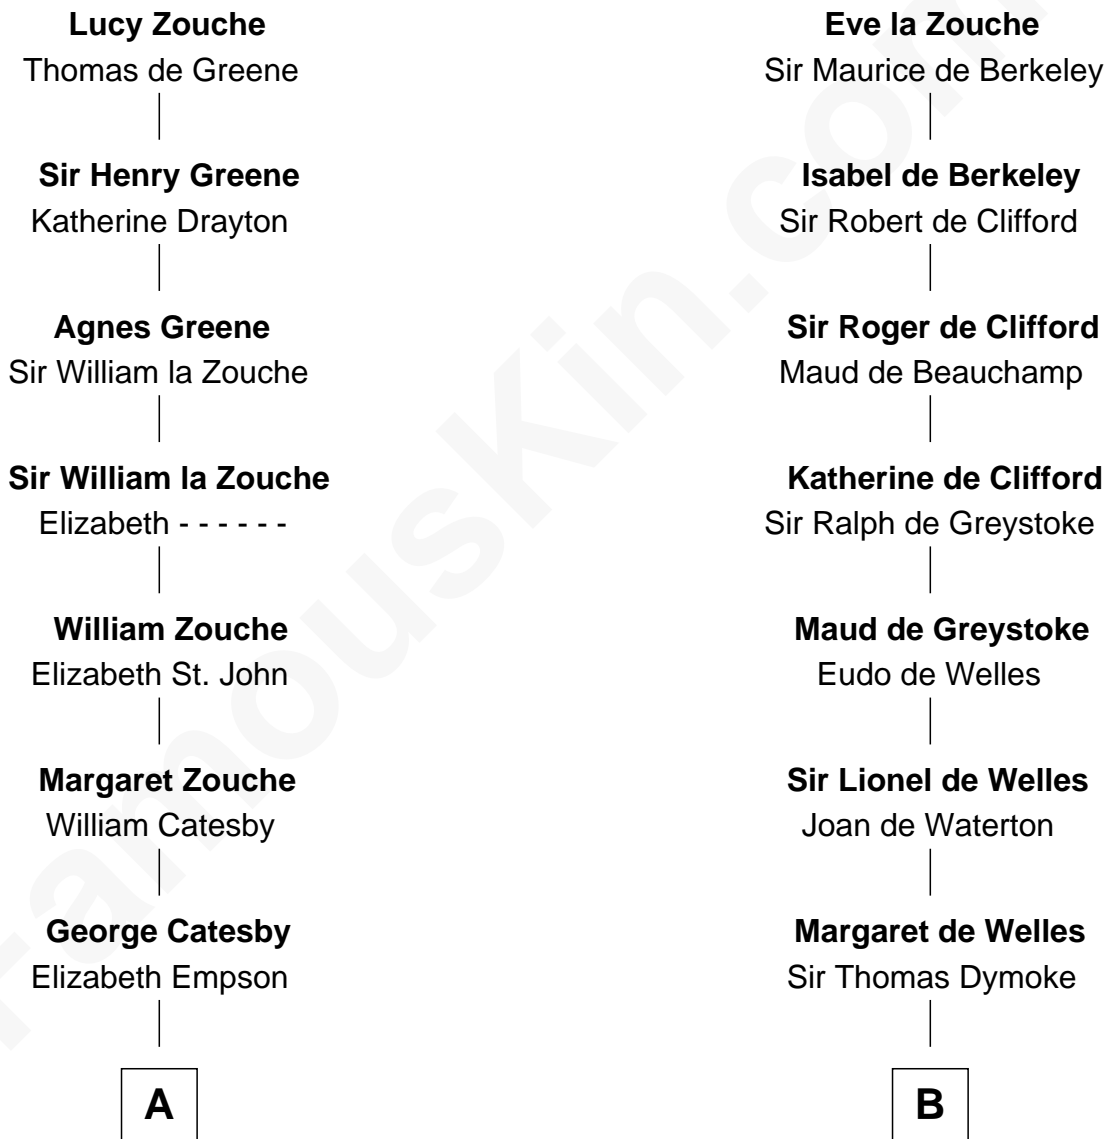 Lucy Zouche
Thomas de Greene
Sir Henry Greene
Katherine Drayton
Agnes Greene
Sir William la Zouche
Sir William la Zouche
Elizabeth - - - - - -
William Zouche
Elizabeth St. John
Margaret Zouche
William Catesby
George Catesby
Elizabeth Empson
A
Eve la Zouche
Sir Maurice de Berkeley
Isabel de Berkeley
Sir Robert de Clifford
Sir Roger de Clifford
Maud de Beauchamp
Katherine de Clifford
Sir Ralph de Greystoke
Maud de Greystoke
Eudo de Welles
Sir Lionel de Welles
Joan de Waterton
Margaret de Welles
Sir Thomas Dymoke
B
FamousKin.com